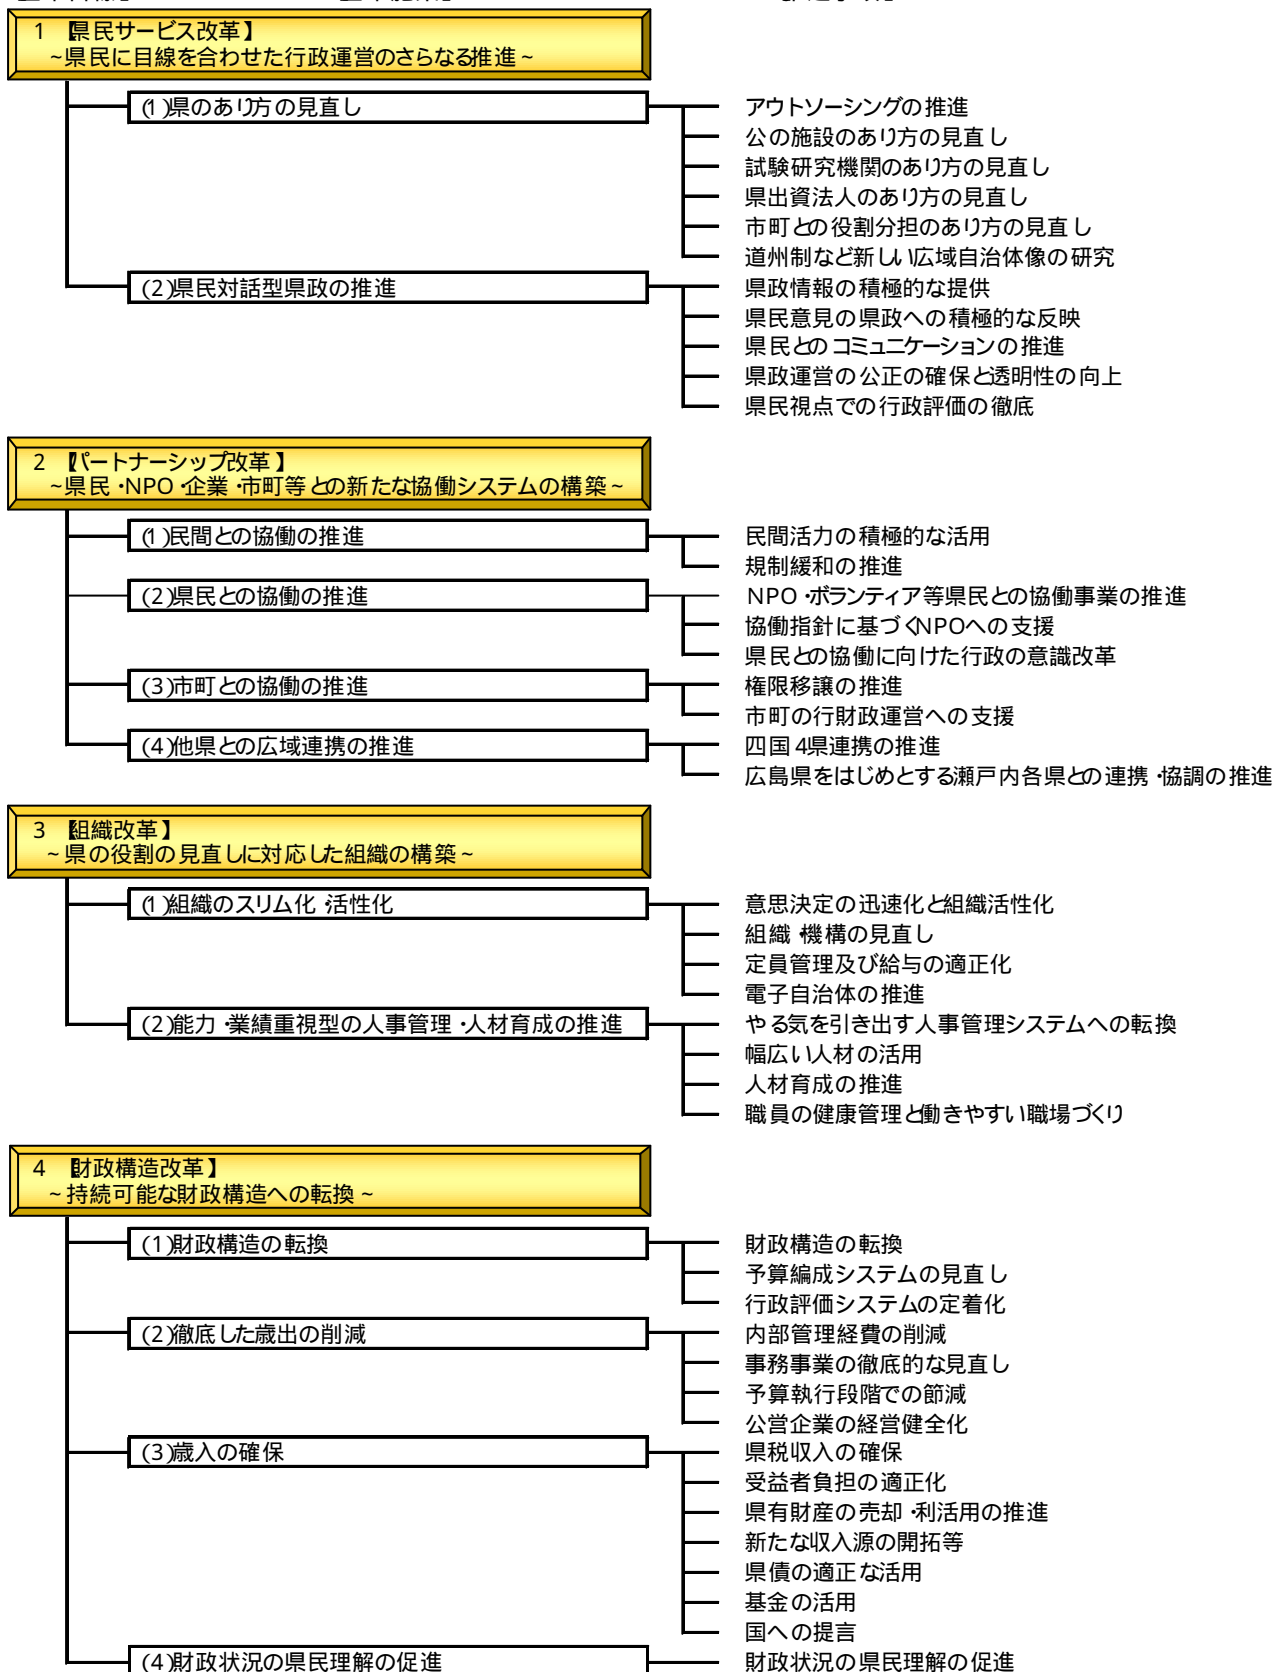 1 【県民サービス改革】
~県民に目線を合わせた行政運営のさらなる推進~
(1)県のあり方の見直し
アウトソーシングの推進
公の施設のあり方の見直し
試験研究機関のあり方の見直し
県出資法人のあり方の見直し
市町との役割分担のあり方の見直し
道州制など新しい広域自治体像の研究
(2)県民対話型県政の推進
県政情報の積極的な提供
県民意見の県政への積極的な反映
県民とのコミュニケーションの推進
県政運営の公正の確保と透明性の向上
県民視点での行政評価の徹底
2 【パートナーシップ改革】
~県民・NPO・企業・市町等との新たな協働システムの構築~
(1)民間との協働の推進
民間活力の積極的な活用
規制緩和の推進
(2)県民との協働の推進
NPO・ボランティア等県民との協働事業の推進
協働指針に基づくNPOへの支援
県民との協働に向けた行政の意識改革
(3)市町との協働の推進
権限移譲の推進
市町の行財政運営への支援
(4)他県との広域連携の推進
四国4県連携の推進
広島県をはじめとする瀬戸内各県との連携・協調の推進
3 【組織改革】
~県の役割の見直しに対応した組織の構築~
(1)組織のスリム化・活性化
意思決定の迅速化と組織活性化
組織・機構の見直し
定員管理及び給与の適正化
電子自治体の推進
(2)能力・業績重視型の人事管理・人材育成の推進
やる気を引き出す人事管理システムへの転換
幅広い人材の活用
人材育成の推進
職員の健康管理と働きやすい職場づくり
4 【財政構造改革】
~持続可能な財政構造への転換~
(1)財政構造の転換
財政構造の転換
予算編成システムの見直し
行政評価システムの定着化
(2)徹底した歳出の削減
内部管理経費の削減
事務事業の徹底的な見直し
予算執行段階での節減
公営企業の経営健全化
(3)歳入の確保
県税収入の確保
受益者負担の適正化
県有財産の売却・利活用の推進
新たな収入源の開拓等
県債の適正な活用
基金の活用
国への提言
(4)財政状況の県民理解の促進
財政状況の県民理解の促進